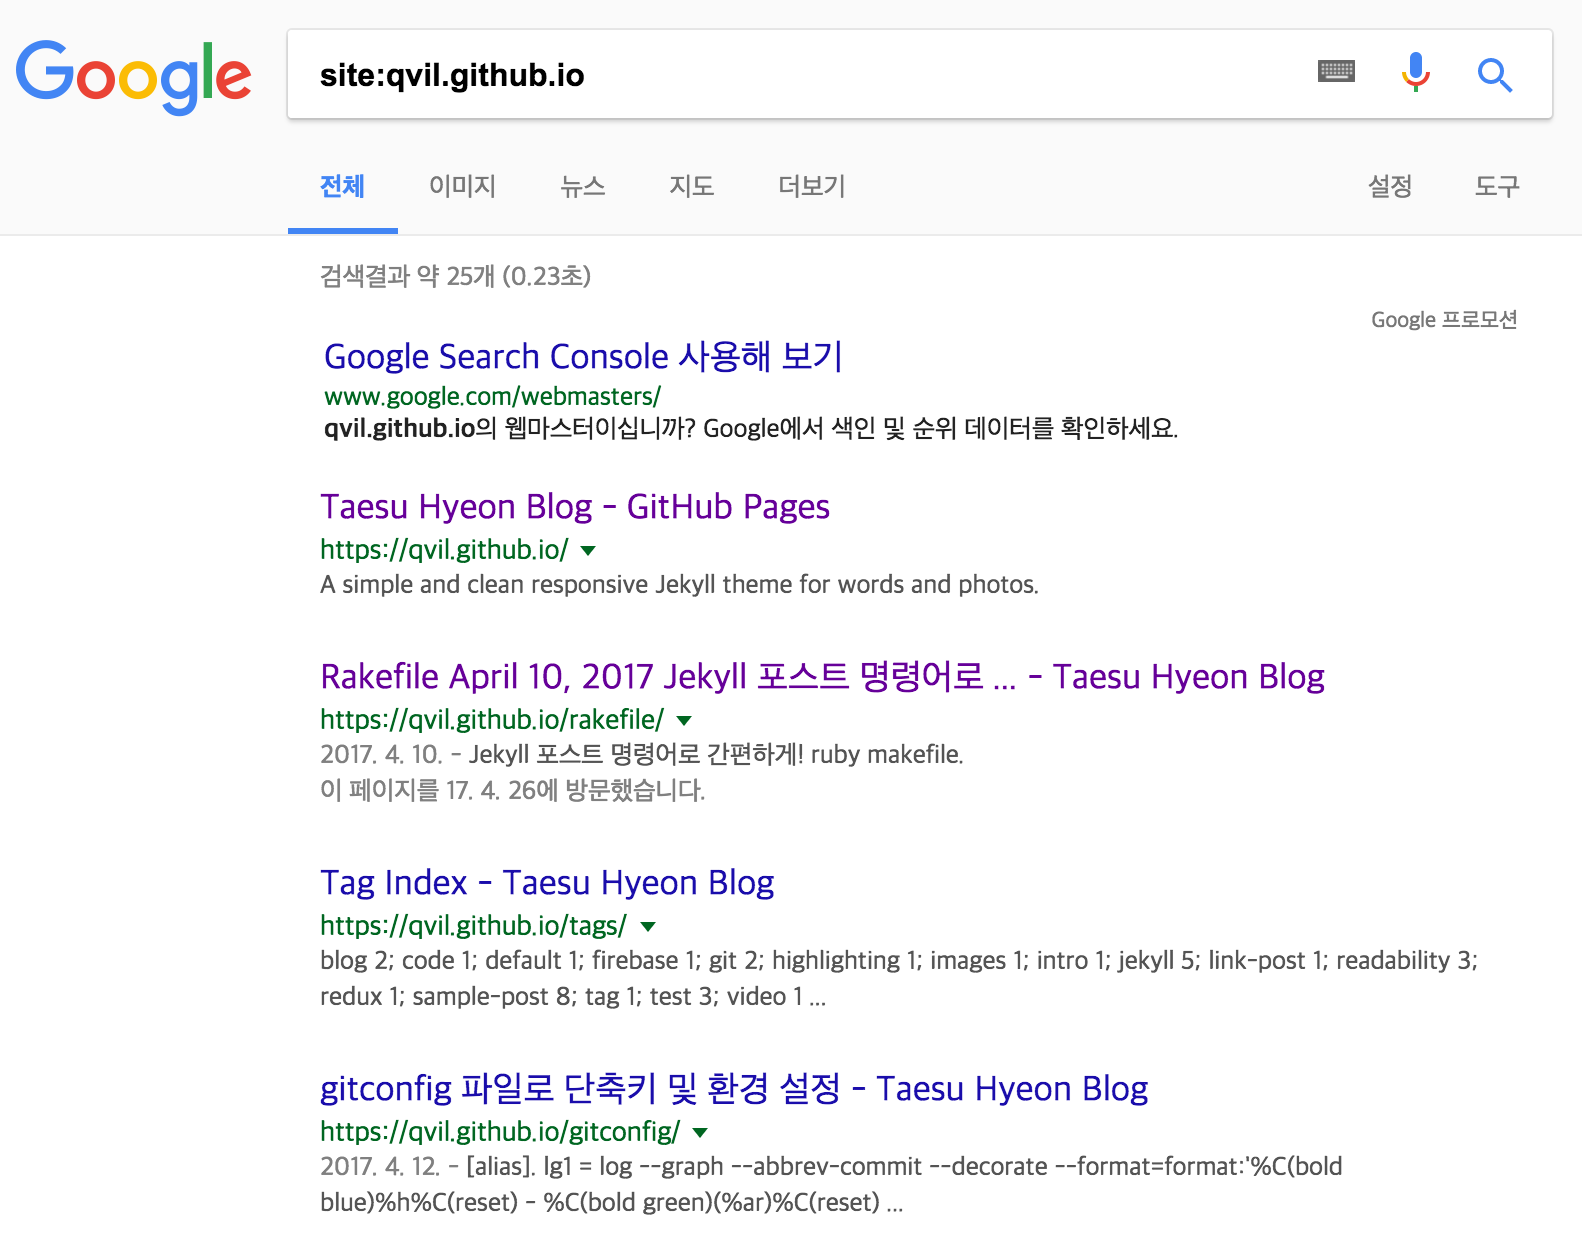 Google
site:qvil.github.io
전체 이미지 뉴스 지도 더보기 설정 도구
검색결과 약 25개 (0.23초)
Google 프로모션
Google Search Console 사용해 보기
www.google.com/webmasters/
qvil.github.io의 웹마스터이십니까? Google에서 색인 및 순위 데이터를 확인하세요.
Taesu Hyeon Blog - GitHub Pages
https://qvil.github.io/
A simple and clean responsive Jekyll theme for words and photos.
Rakefile April 10, 2017 Jekyll 포스트 명령어로 ... - Taesu Hyeon Blog
https://qvil.github.io/rakefile/
2017. 4. 10. - Jekyll 포스트 명령어로 간편하게! ruby makefile.
이 페이지를 17. 4. 26에 방문했습니다.
Tag Index - Taesu Hyeon Blog
https://qvil.github.io/tags/
blog 2; code 1; default 1; firebase 1; git 2; highlighting 1; images 1; intro 1; jekyll 5; link-post 1; readability 3;
redux 1; sample-post 8; tag 1; test 3; video 1 ...
gitconfig 파일로 단축키 및 환경 설정 - Taesu Hyeon Blog
https://qvil.github.io/gitconfig/
2017. 4. 12. - [alias]. lg1 = log --graph --abbrev-commit --decorate --format=format:'%C(bold
blue)%h%C(reset) - %C(bold green)(%ar)%C(reset) ...